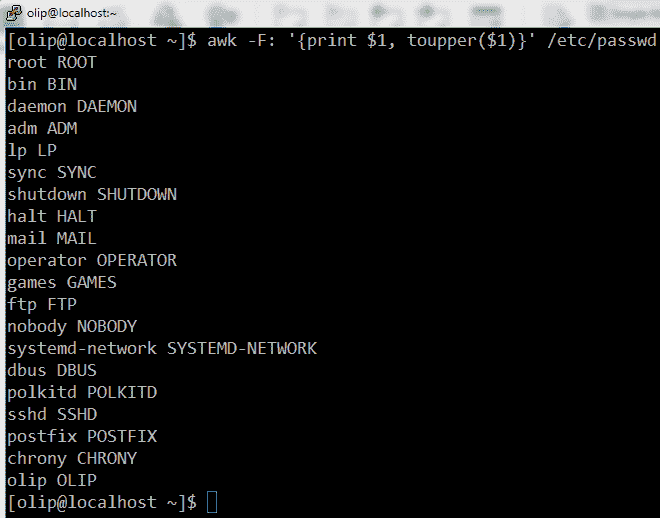 olip@localhost:~
[olip@localhost ~]$ awk -F: '{print $1, toupper($1)}' /etc/passwd
root ROOT
bin BIN
daemon DAEMON
adm ADM
lp LP
sync SYNC
shutdown SHUTDOWN
halt HALT
mail MAIL
operator OPERATOR
games GAMES
ftp FTP
nobody NOBODY
systemd-network SYSTEMD-NETWORK
dbus DBUS
polkitd POLKITD
sshd SSHD
postfix POSTFIX
chrony CHRONY
olip OLIP
[olip@localhost ~]$